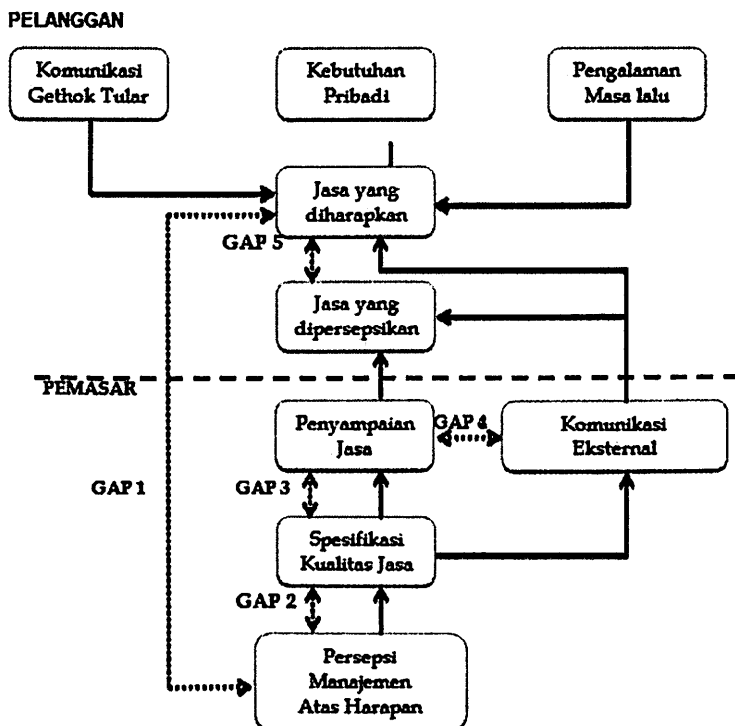 PELANGGAN
Komunikasi
Gethok Tular
Kebutuhan
Pribadi
Pengalaman
Masa lalu
Jasa yang
diharapkan
GAP 5
Jasa yang
dipersepsikan
PEMASAR
Penyampaian
Jasa
GAP 4
Komunikasi
Eksternal
GAP 1
GAP 3
Spesifikasi
Kualitas Jasa
GAP 2
Persepsi
Manajemen
Atas Harapan